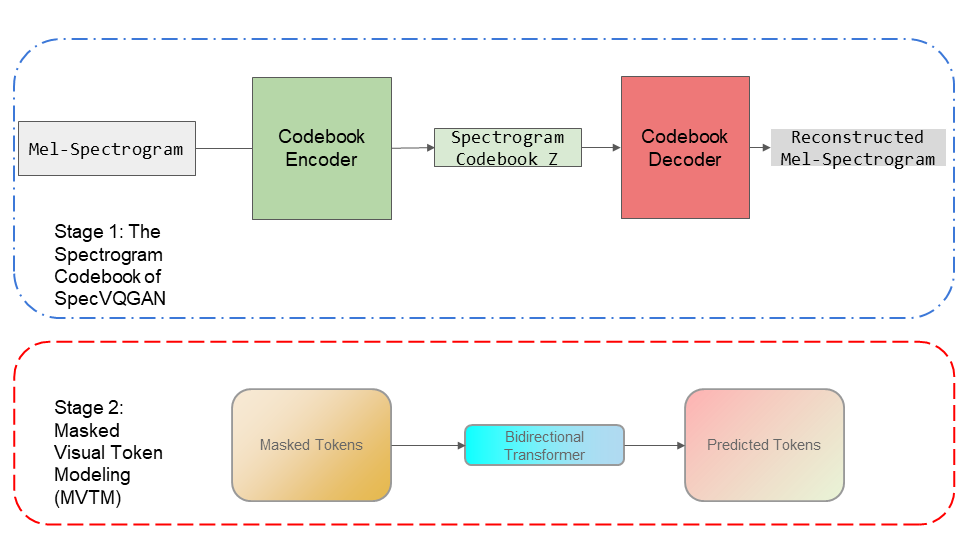 Mel-Spectrogram
Codebook
Encoder
Spectrogram
Codebook Z
Codebook
Decoder
Reconstructed
Mel-Spectrogram
Stage 1: The
Spectrogram
Codebook of
SpecVQGAN
Stage 2:
Masked
Visual Token
Modeling
(MVTM)
Masked Tokens
Bidirectional
Transformer
Predicted Tokens